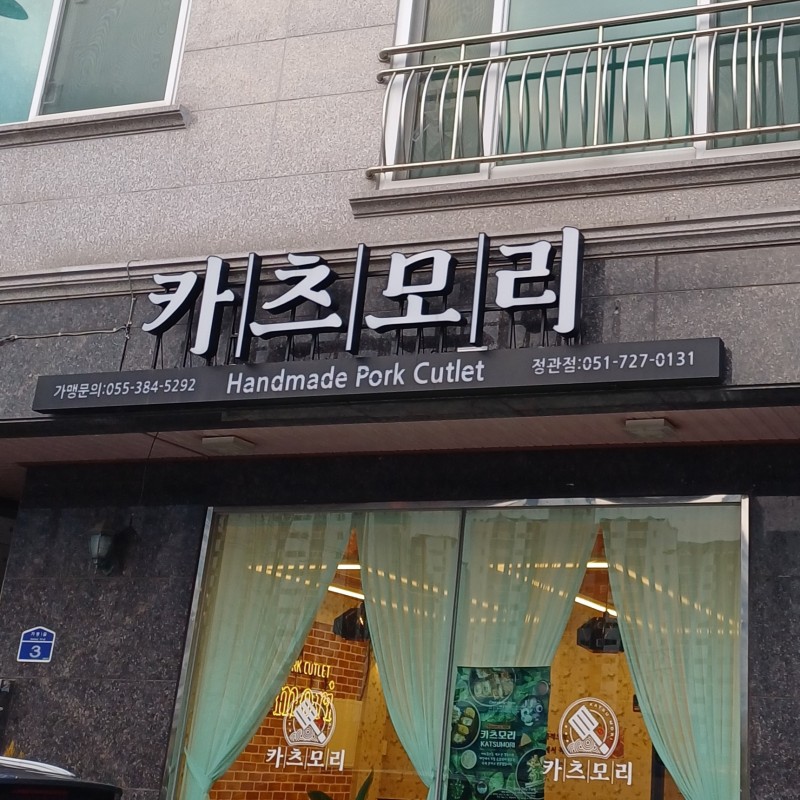 카츠모리
가맹문의:055-384-5292 Handmade Pork Cutlet 정관점:051-727-0131
3
CUTLET
mori
카츠모리
카츠모리
KATSUMORI
카츠모리